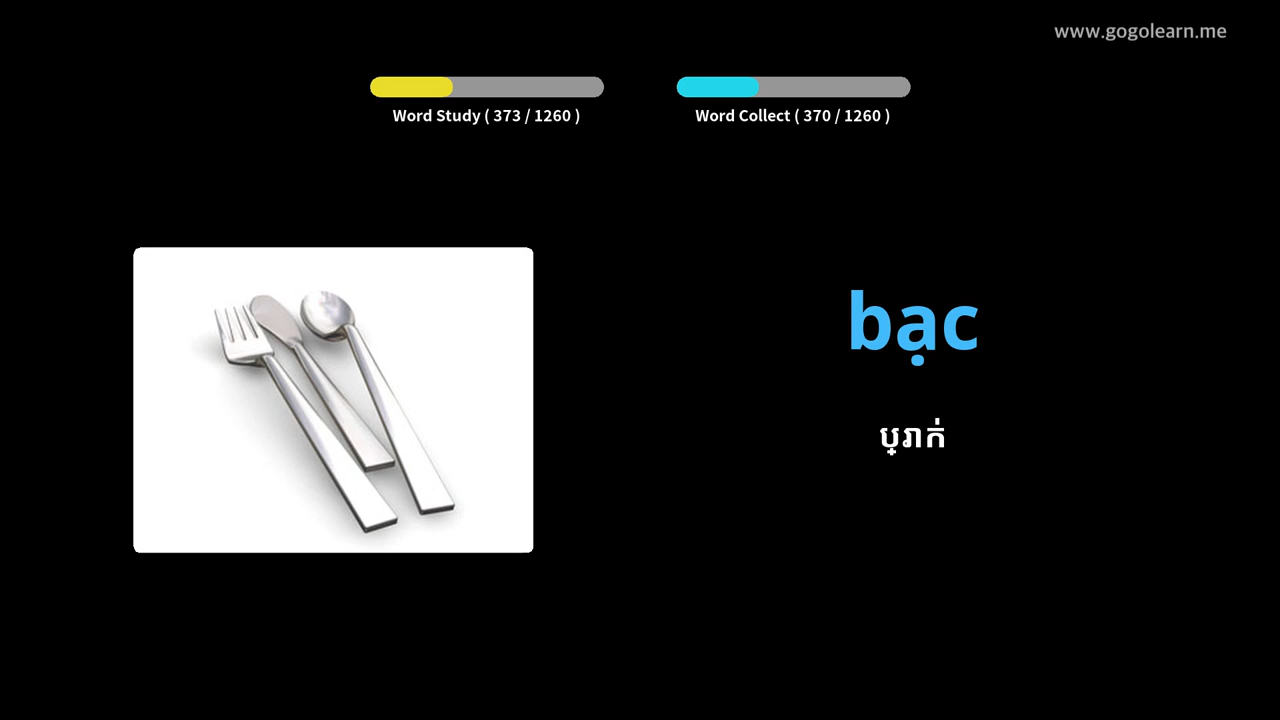 www.gogolearn.me
Word Study ( 373 / 1260 )
Word Collect ( 370 / 1260 )
bạc
ប្រាក់